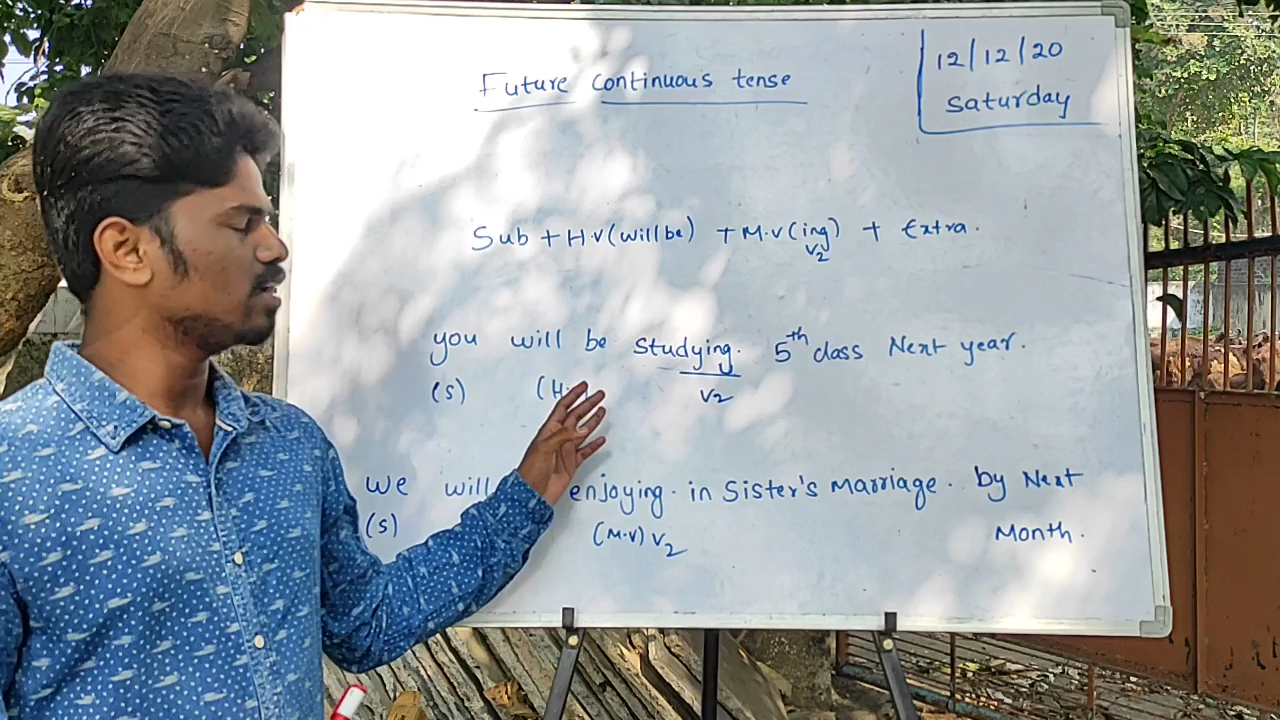 Future continuous tense
12/12/20
Saturday
Sub + H.V (will be) + M.V (ing) + Extra.
V2
you will be studying. 5th class Next year.
(S) (H. V2
we will enjoying. in Sister's Marriage. by Next
(S) (M.V) V2 Month.